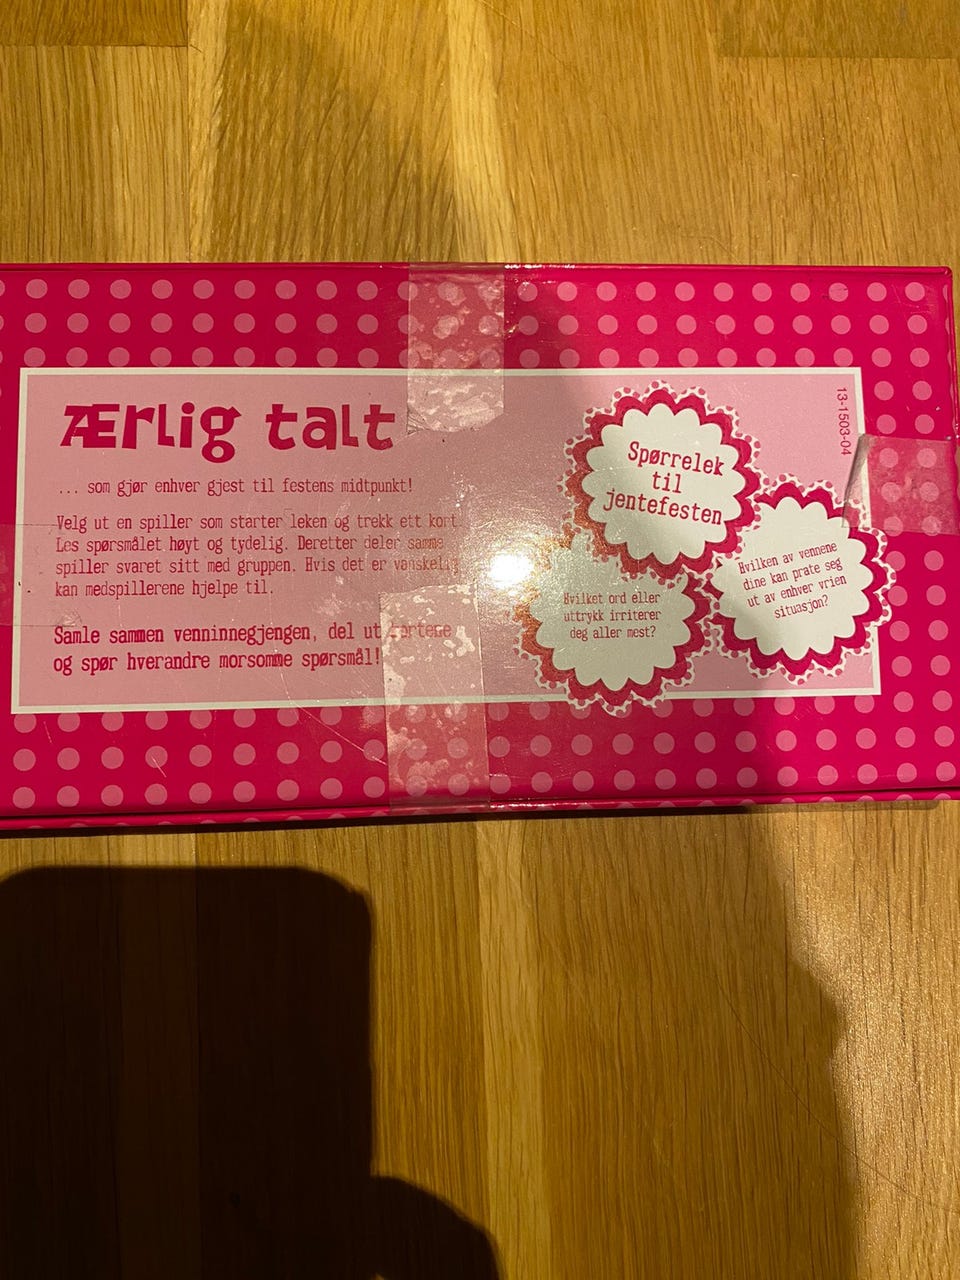 Ærlig talt
... som gjør enhver gjest til festens midtpunkt!
Velg ut en spiller som starter leken og trekk ett kort.
Les spørsmålet høyt og tydelig. Deretter deler samme
spiller svaret sitt med gruppen. Hvis det er vanskelig
kan medspillerene hjelpe til.
Samle sammen venninnegjengen, del ut kortene
og spør hverandre morsomme spørsmål!
Spørrelek
til
jentefesten
Hvilket ord eller
uttrykk irriterer
deg aller mest?
Hvilken av vennene
dine kan prate seg
ut av enhver vrien
situasjon?
13-1503-04